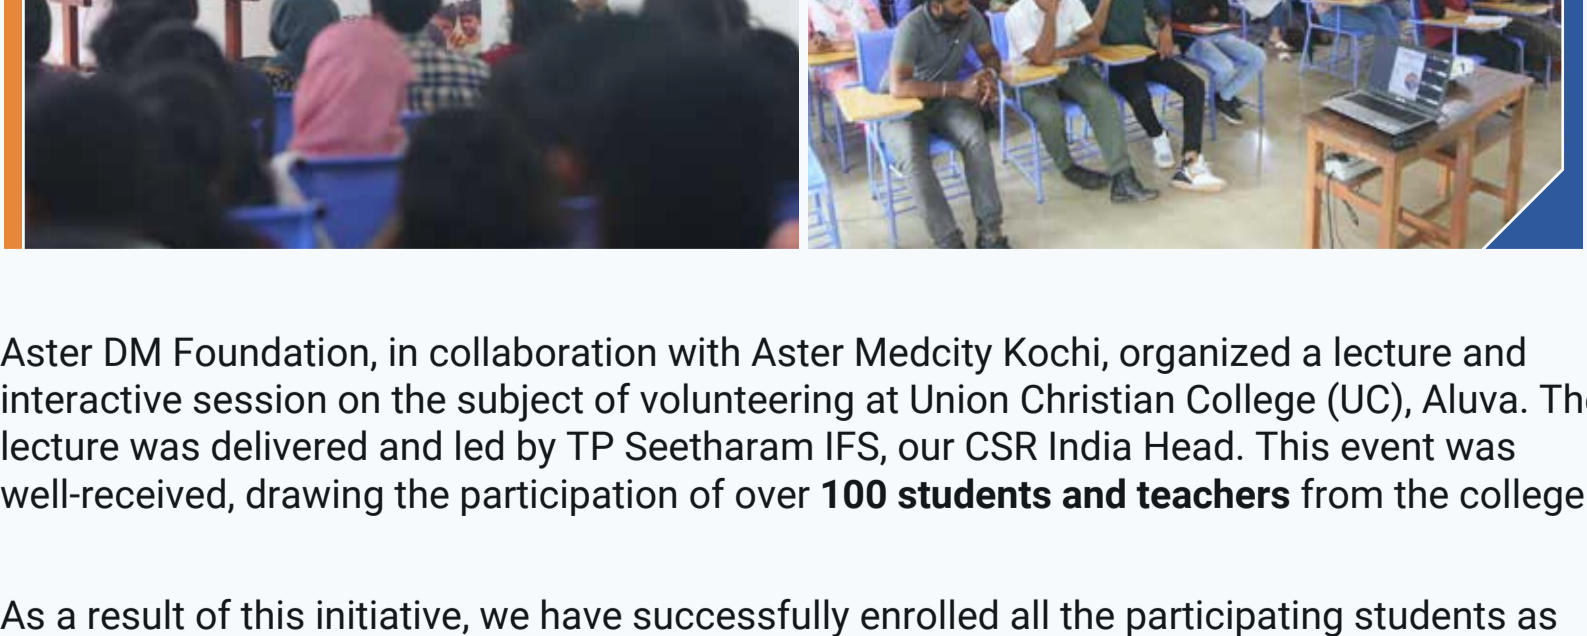 Aster DM Foundation, in collaboration with Aster Medcity Kochi, organized a lecture and
interactive session on the subject of volunteering at Union Christian College (UC), Aluva. The
lecture was delivered and led by TP Seetharam IFS, our CSR India Head. This event was
well-received, drawing the participation of over 100 students and teachers from the college
As a result of this initiative, we have successfully enrolled all the participating students as